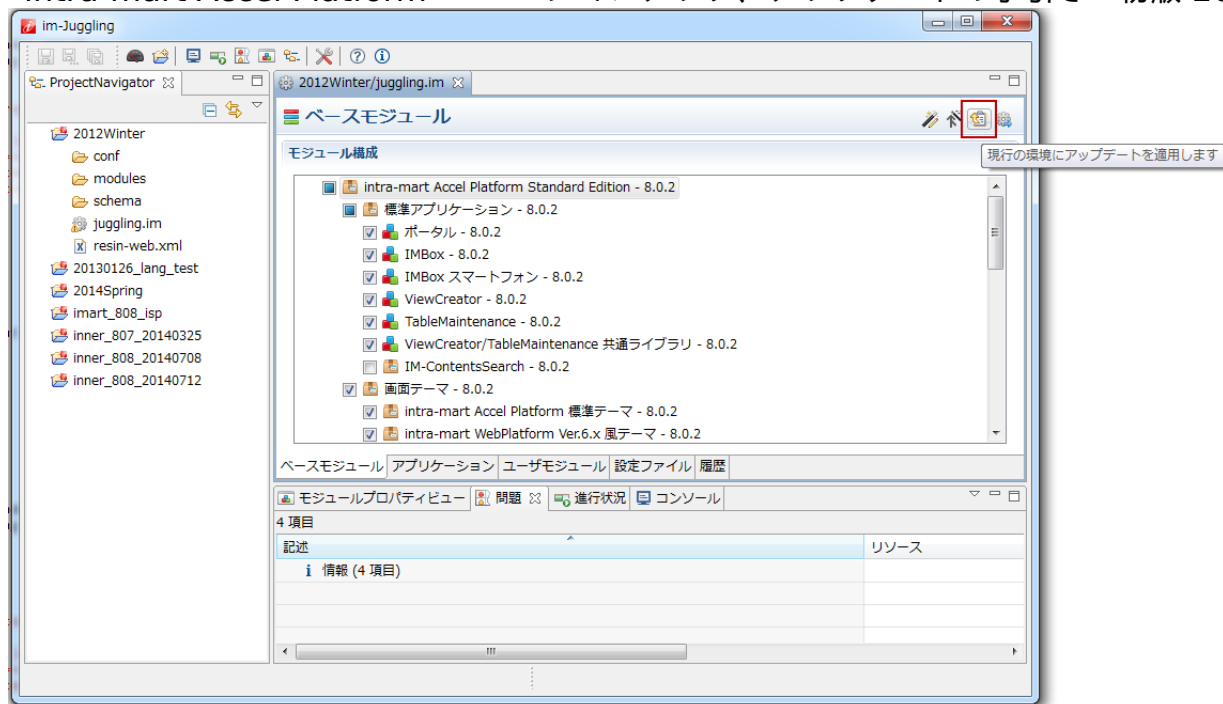 im-Juggling
ProjectNavigator
2012Winter/juggling.im
ベースモジュール
現行の環境にアップデートを適用します
モジュール構成
2012Winter
conf
modules
schema
juggling.im
resin-web.xml
20130126_lang_test
2014Spring
imart_808_isp
inner_807_20140325
inner_808_20140708
inner_808_20140712
intra-mart Accel Platform Standard Edition - 8.0.2
標準アプリケーション - 8.0.2
ポータル - 8.0.2
IMBox - 8.0.2
IMBox スマートフォン - 8.0.2
ViewCreator - 8.0.2
TableMaintenance - 8.0.2
ViewCreator/TableMaintenance 共通ライブラリ - 8.0.2
IM-ContentsSearch - 8.0.2
画面テーマ - 8.0.2
intra-mart Accel Platform 標準テーマ - 8.0.2
intra-mart WebPlatform Ver.6.x 風テーマ - 8.0.2
ベースモジュール アプリケーション ユーザモジュール 設定ファイル 履歴
モジュールプロパティビュー 問題 進行状況 コンソール
4 項目
記述 リソース
情報 (4 項目)